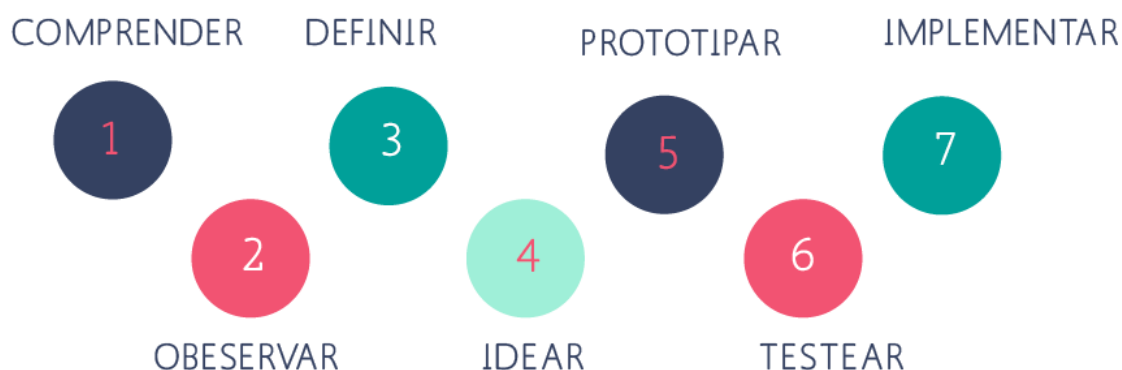 COMPRENDER
1
OBESERVAR
2
DEFINIR
3
IDEAR
4
PROTOTIPAR
5
TESTEAR
6
IMPLEMENTAR
7